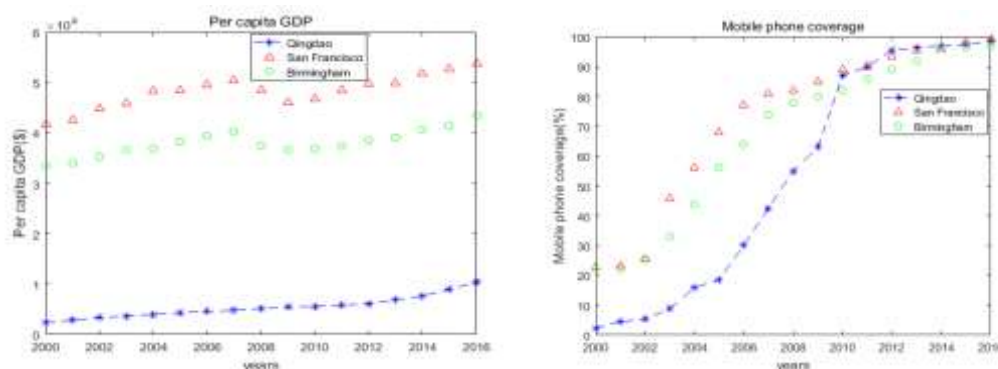 Per capita GDP
Qingdao
San Francisco
Birmingham
6
5
4
3
2
1
0
Per capita GDP($)
2000 2002 2004 2006 2008 2010 2012 2014 2016
years
Mobile phone coverage
Qingdao
San Francisco
Birmingham
100
90
80
70
60
50
40
30
20
10
0
Mobile phone coverage(%)
2000 2002 2004 2006 2008 2010 2012 2014 2016
years